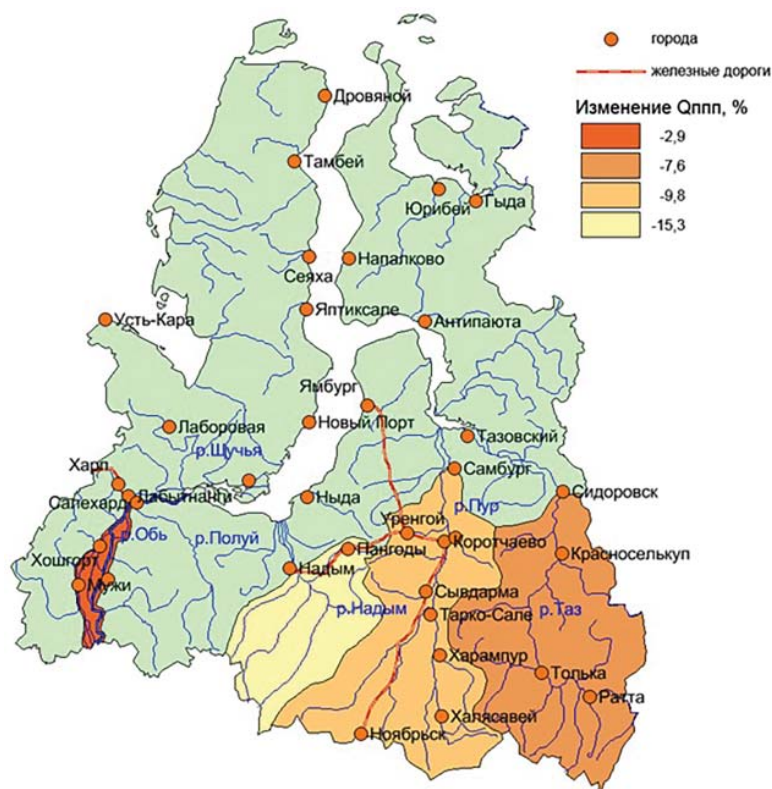 города
железные дороги
Изменение Qппп, %
-2,9
-7,6
-9,8
-15,3
Дровяной
Тамбей
Юрибей
Гыда
Сеяха
Напалково
Яптиксале
Усть-Кара
Антипаюта
Ямбург
Лаборовая
Новый Порт
Тазовский
р.Щучья
Харп
Самбург
Салехард
Лабытнанги
Ныда
Сидоровск
р.Пур
Уренгой
р.Обь
р.Полуй
Хошгорт
Пангоды
Коротчаево
Красноселькуп
Надым
Мужи
Сывдарма
р.Надым
Тарко-Сале
р.Таз
Харампур
Толька
Ратта
Халясавей
Ноябрьск